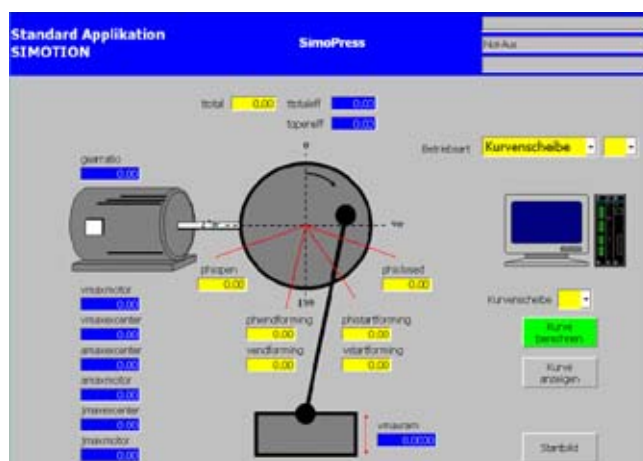 Standard Applikation
SIMOTION
SimoPress
Not-Aus
ttotal 0.00 ttotaleff 0.00
topeneff 0.00
Betriebsart Kurvenscheibe
gearratio
0.00
0
90
180
phiopen
0.00
phiclosed
0.00
vmaxmotor
0.00
vmaxexcenter
0.00
amaxexcenter
0.00
amaxmotor
0.00
jmaxexcenter
0.00
jmaxmotor
0.00
phiendforming
0.00
phistartforming
0.00
vendforming
0.00
vstartforming
0.00
vmaxram
0.0000
Kurvenscheibe
Kurve
berechnen
Kurve
anzeigen
Startbild